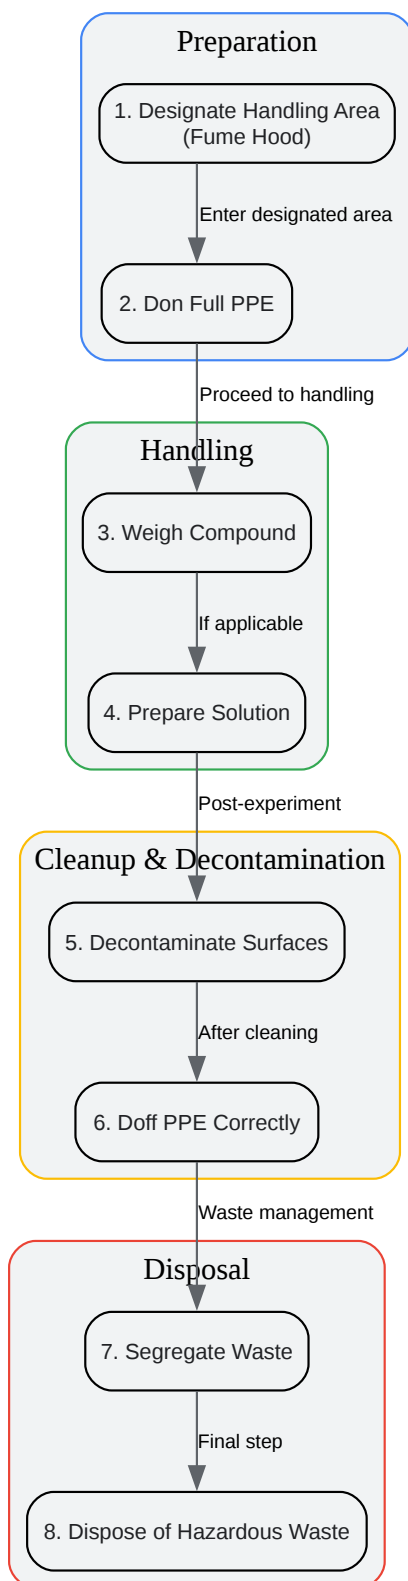 Preparation
1. Designate Handling Area
(Fume Hood)
Enter designated area
2. Don Full PPE
Proceed to handling
Handling
3. Weigh Compound
If applicable
4. Prepare Solution
Post-experiment
Cleanup & Decontamination
5. Decontaminate Surfaces
After cleaning
6. Doff PPE Correctly
Waste management
Disposal
7. Segregate Waste
Final step
8. Dispose of Hazardous Waste